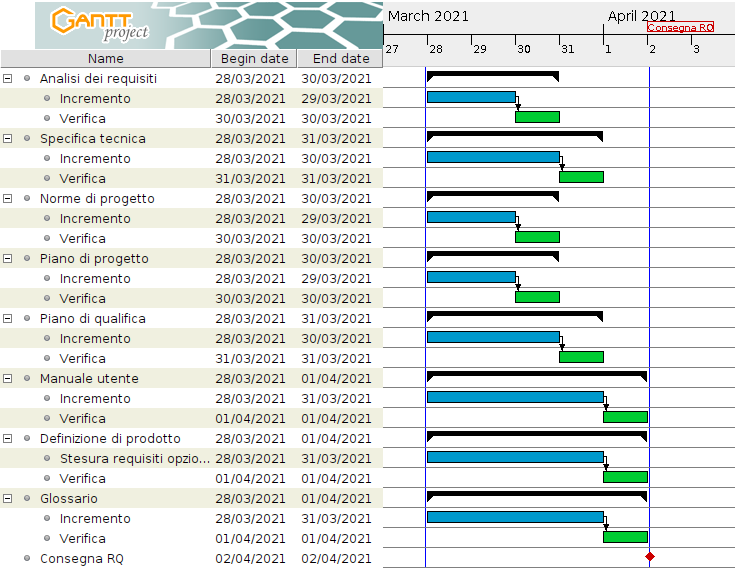 GANTT project
March 2021 April 2021
Consegna RQ
27 28 29 30 31 1 2 3
Name Begin date End date
Analisi dei requisiti 28/03/2021 30/03/2021
Incremento 28/03/2021 29/03/2021
Verifica 30/03/2021 30/03/2021
Specifica tecnica 28/03/2021 31/03/2021
Incremento 28/03/2021 30/03/2021
Verifica 31/03/2021 31/03/2021
Norme di progetto 28/03/2021 30/03/2021
Incremento 28/03/2021 29/03/2021
Verifica 30/03/2021 30/03/2021
Piano di progetto 28/03/2021 30/03/2021
Incremento 28/03/2021 29/03/2021
Verifica 30/03/2021 30/03/2021
Piano di qualifica 28/03/2021 31/03/2021
Incremento 28/03/2021 30/03/2021
Verifica 31/03/2021 31/03/2021
Manuale utente 28/03/2021 01/04/2021
Incremento 28/03/2021 31/03/2021
Verifica 01/04/2021 01/04/2021
Definizione di prodotto 28/03/2021 01/04/2021
Stesura requisiti opzio... 28/03/2021 31/03/2021
Verifica 01/04/2021 01/04/2021
Glossario 28/03/2021 01/04/2021
Incremento 28/03/2021 31/03/2021
Verifica 01/04/2021 01/04/2021
Consegna RQ 02/04/2021 02/04/2021